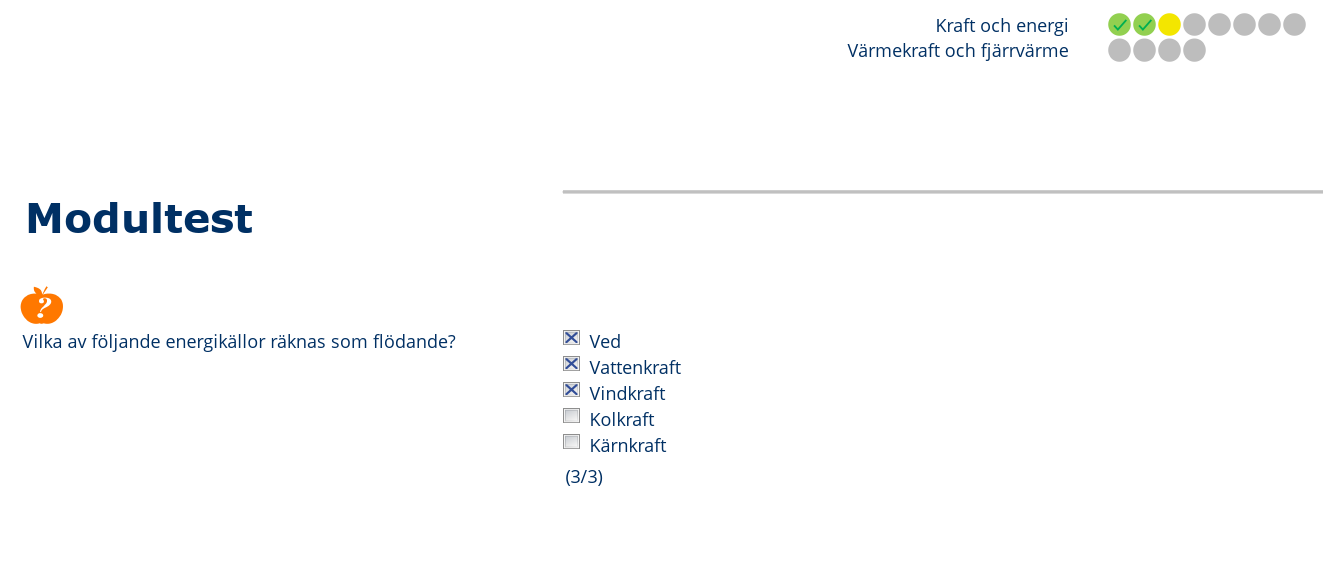 Kraft och energi
Värmekraft och fjärrvärme
Modultest
?
Vilka av följande energikällor räknas som flödande?
Ved
Vattenkraft
Vindkraft
Kolkraft
Kärnkraft
(3/3)